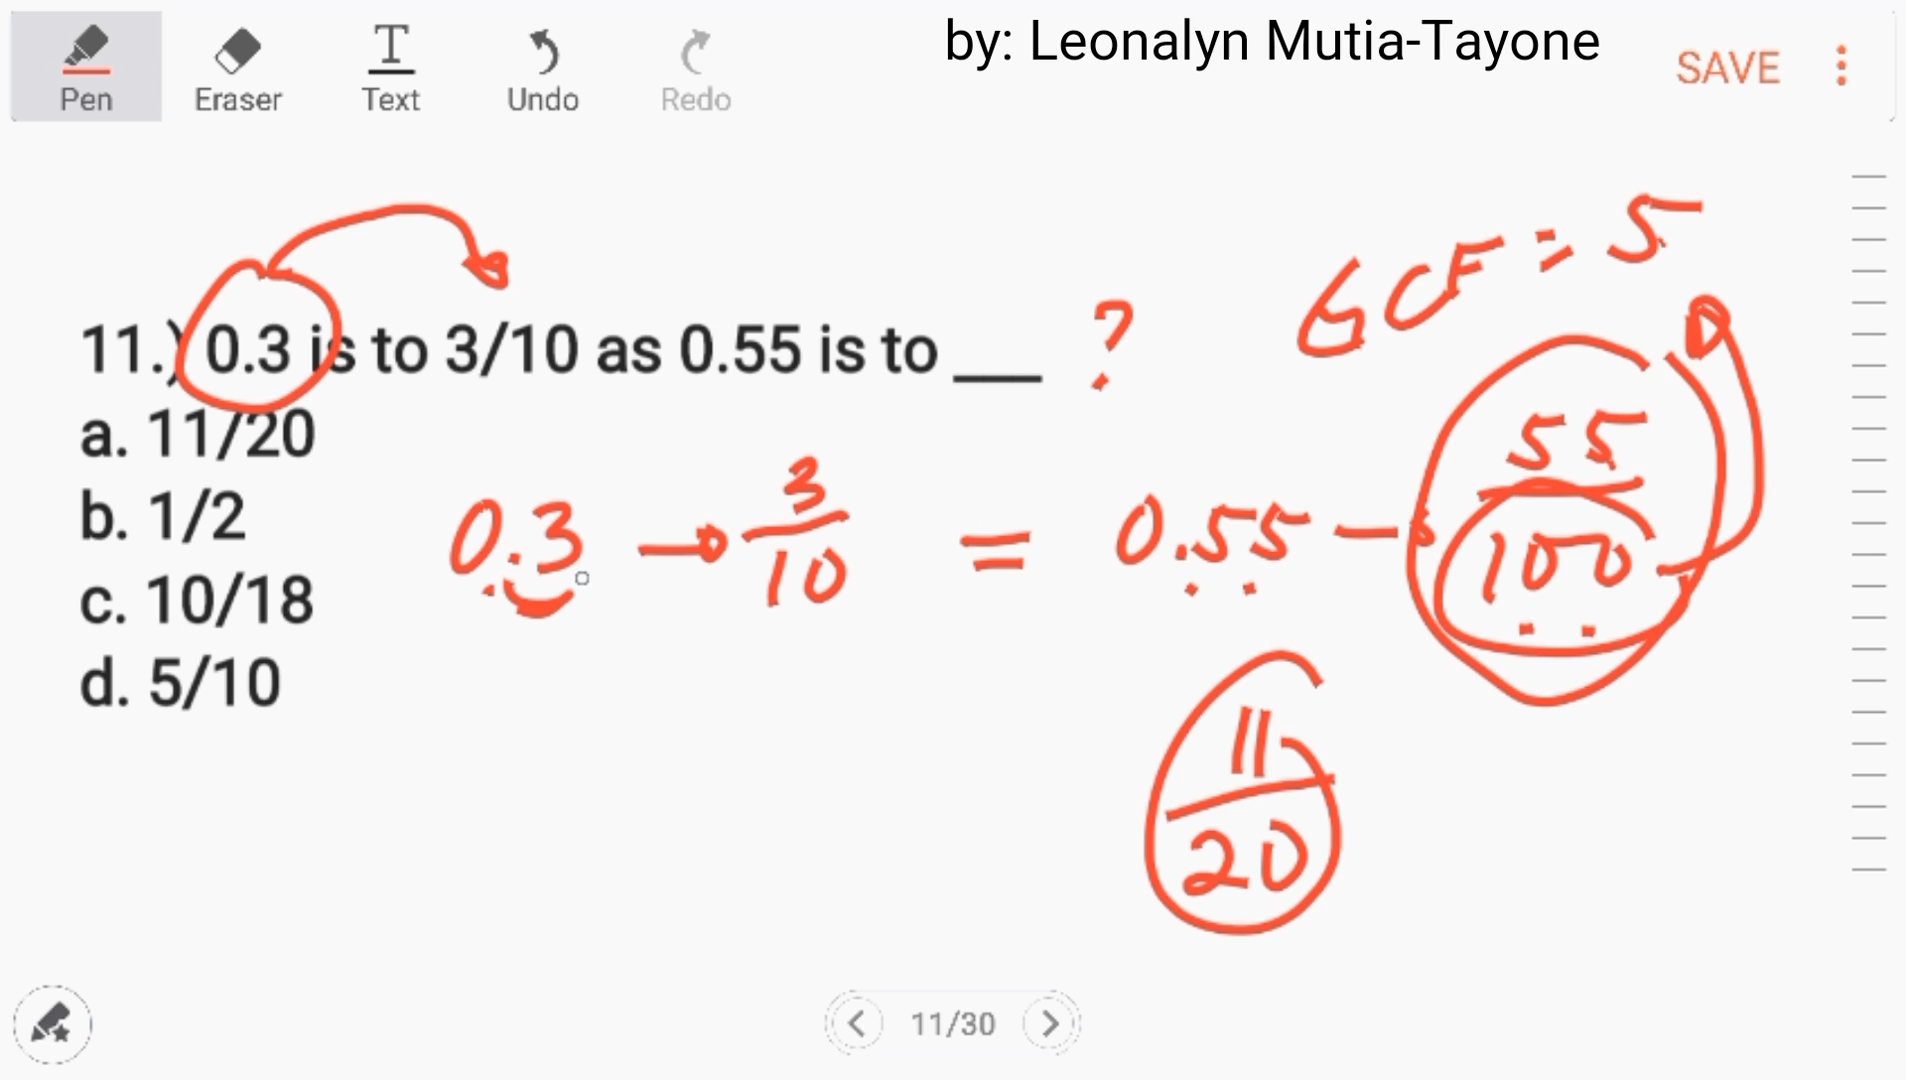 by: Leonalyn Mutia-Tayone
SAVE
Pen Eraser Text Undo Redo
GCF = 5
11.) 0.3 is to 3/10 as 0.55 is to ___ ?
a. 11/20
b. 1/2
c. 10/18
d. 5/10
0.3 → 3/10 = 0.55 → 55/100
11/20
11/30